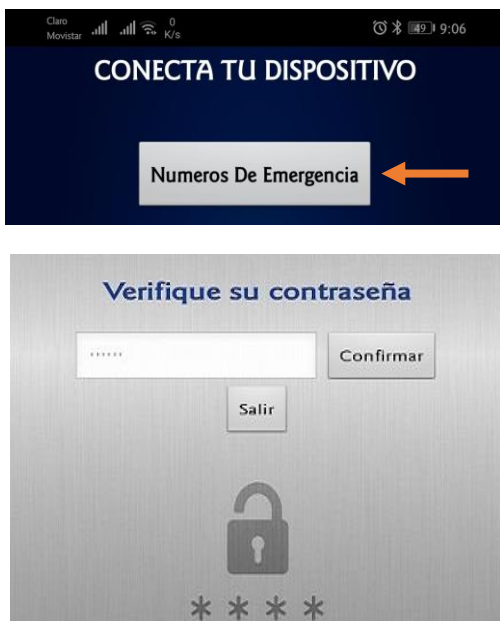 Claro
Movistar
0
K/s
49
9:06
CONECTA TU DISPOSITIVO
Numeros De Emergencia
Verifique su contraseña
······
Confirmar
Salir
* * * *